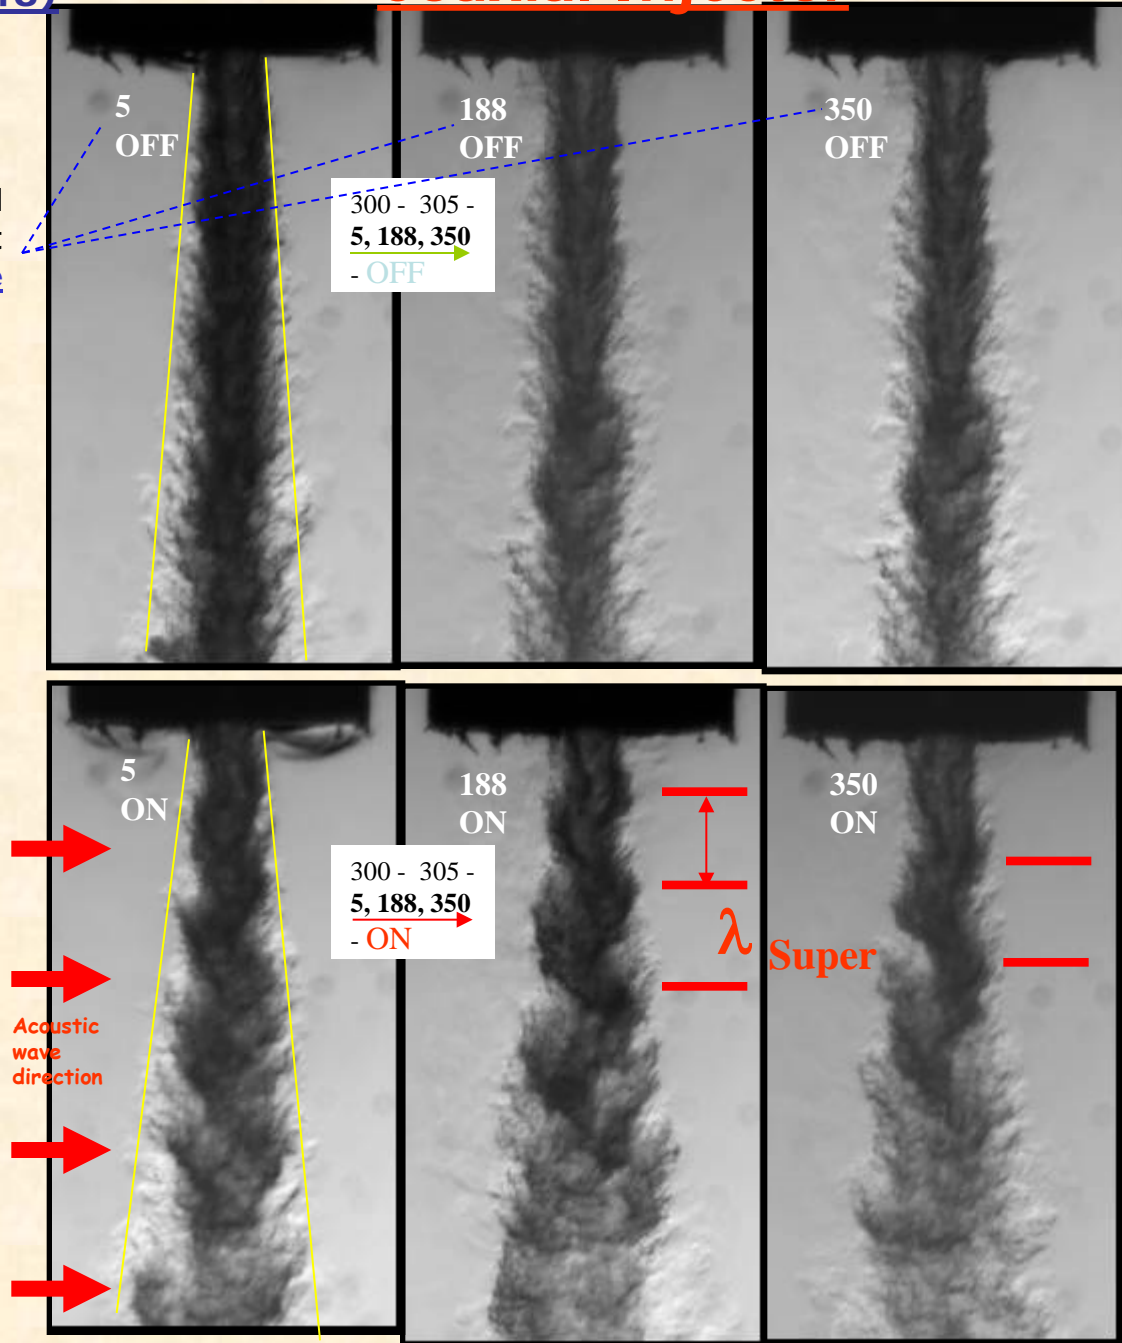 5
OFF
188
OFF
350
OFF
300 - 305 -
5, 188, 350
- OFF
5
ON
188
ON
350
ON
300 - 305 -
5, 188, 350
- ON
λ Super
Acoustic
wave
direction